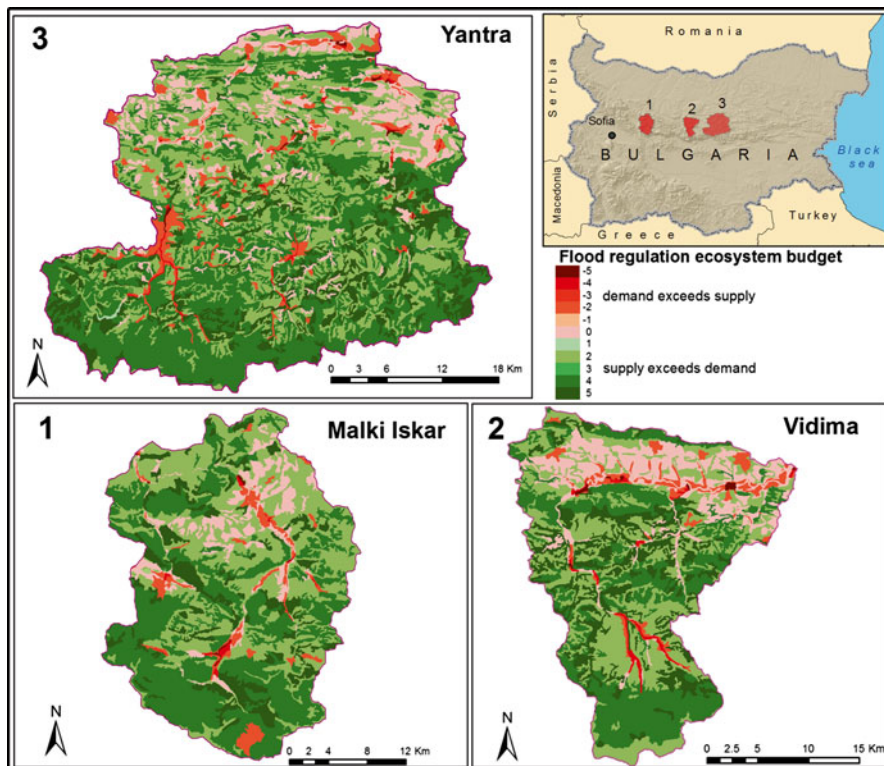 3
Yantra
N
0 3 6 12 18 Km
Romania
Serbia
1 2 3
Sofia
BULGARIA
Black
sea
Macedonia
Turkey
Greece
Flood regulation ecosystem budget
-5
-4
-3 demand exceeds supply
-2
-1
0
1
2
3 supply exceeds demand
4
5
1
Malki Iskar
N
0 2 4 8 12 Km
2
Vidima
N
0 2.5 5 10 15 Km